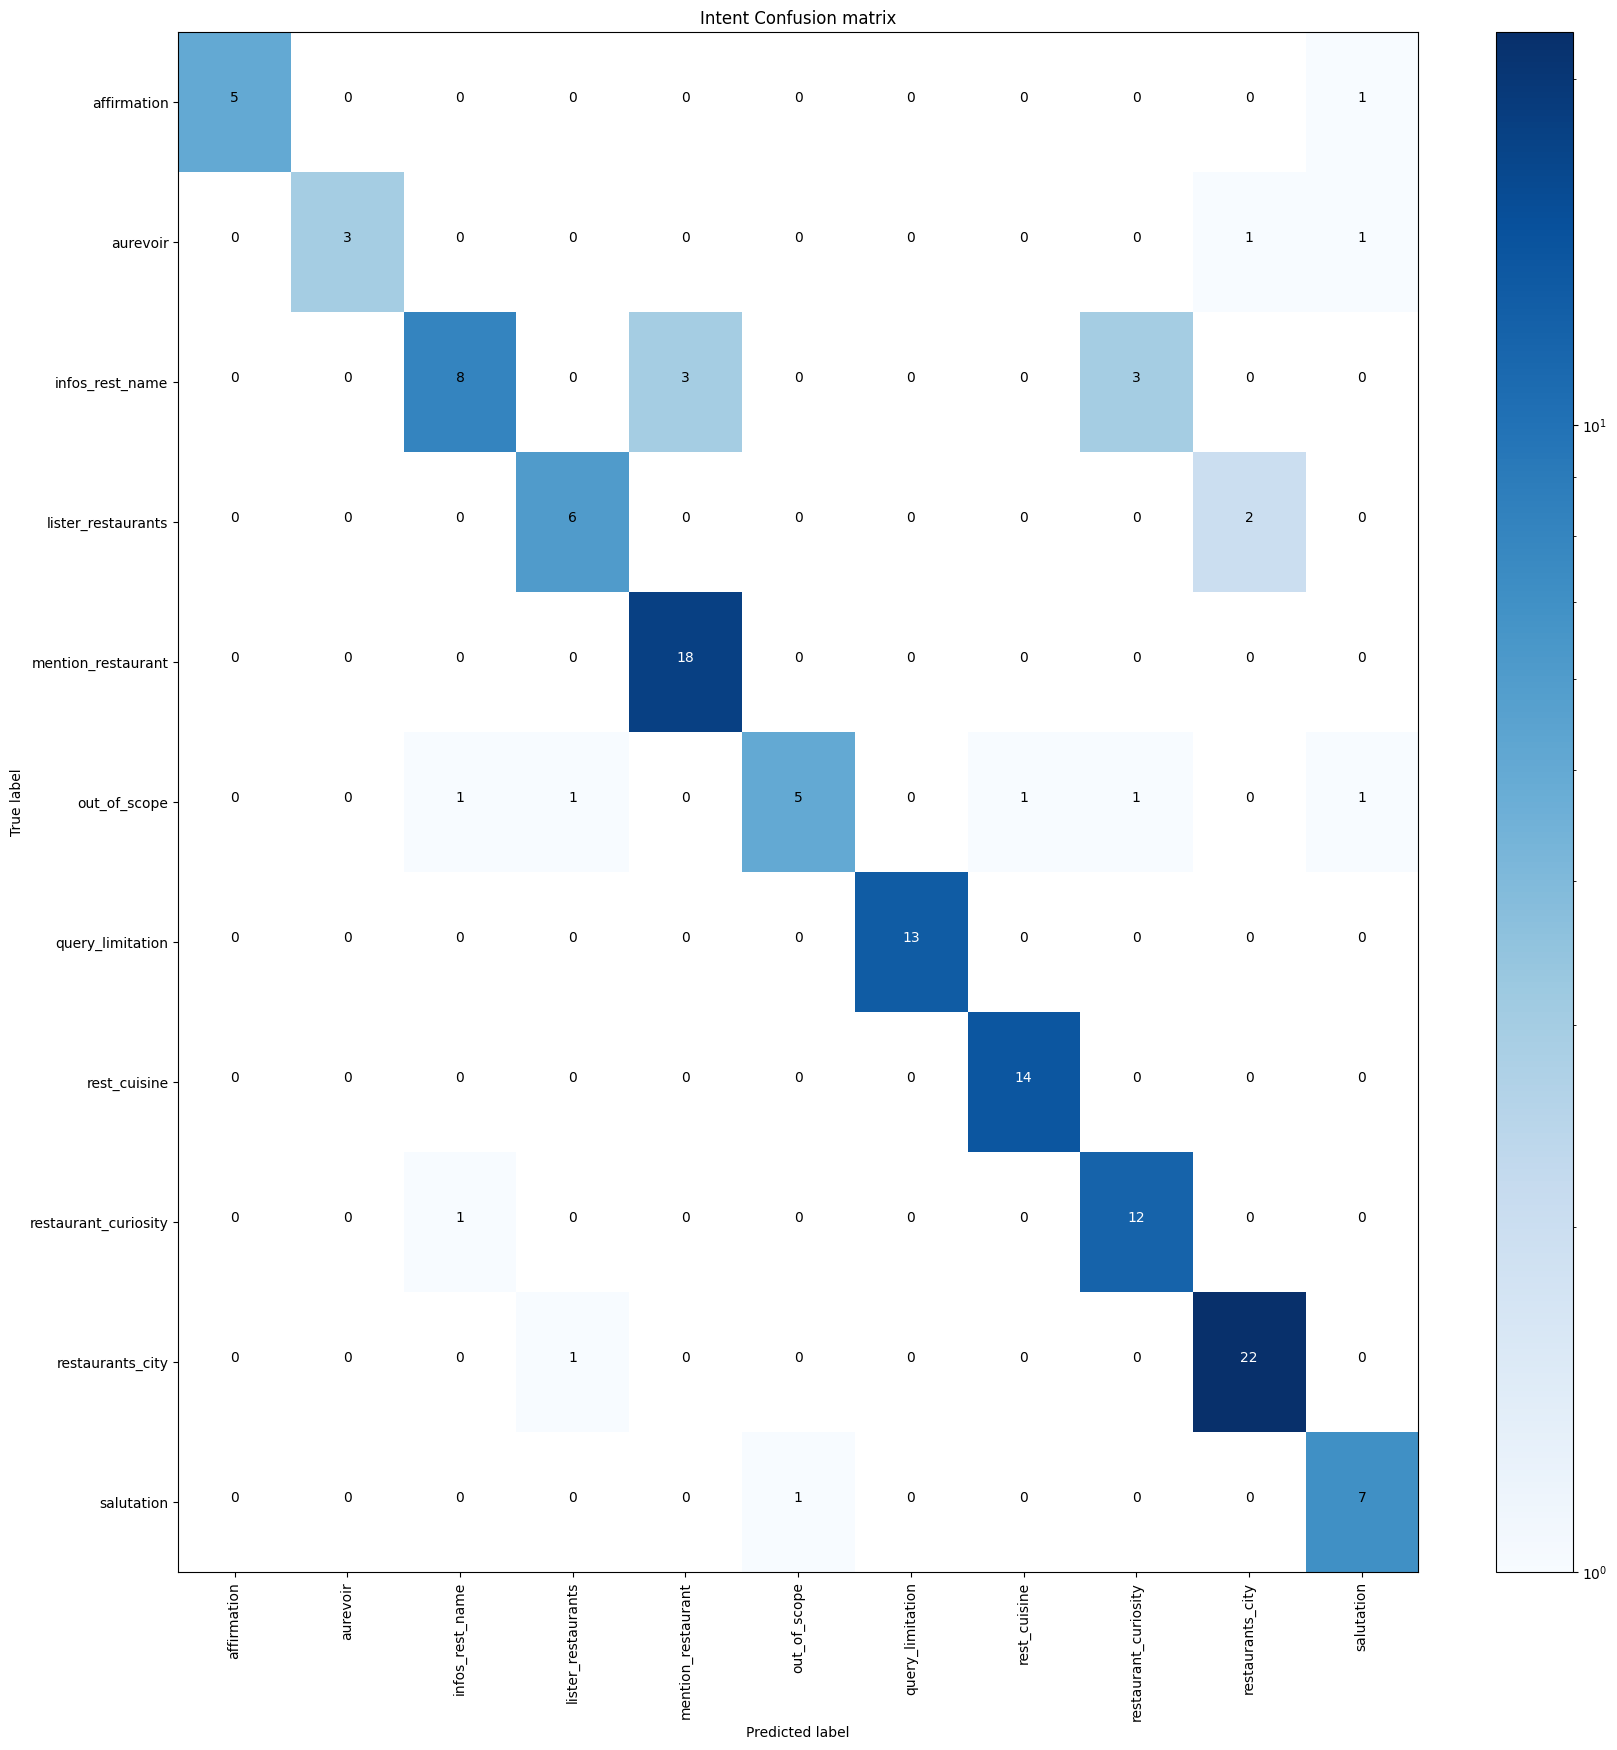 Intent Confusion matrix
affirmation 5 0 0 0 0 0 0 0 0 0 1
aurevoir 0 3 0 0 0 0 0 0 0 1 1
infos_rest_name 0 0 8 0 3 0 0 0 3 0 0
10¹
lister_restaurants 0 0 0 6 0 0 0 0 0 2 0
mention_restaurant 0 0 0 0 18 0 0 0 0 0 0
True label
out_of_scope 0 0 1 1 0 5 0 1 1 0 1
query_limitation 0 0 0 0 0 0 13 0 0 0 0
rest_cuisine 0 0 0 0 0 0 0 14 0 0 0
restaurant_curiosity 0 0 1 0 0 0 0 0 12 0 0
restaurants_city 0 0 0 1 0 0 0 0 0 22 0
salutation 0 0 0 0 0 1 0 0 0 0 7
10⁰
affirmation
aurevoir
infos_rest_name
lister_restaurants
mention_restaurant
out_of_scope
query_limitation
rest_cuisine
restaurant_curiosity
restaurants_city
salutation
Predicted label